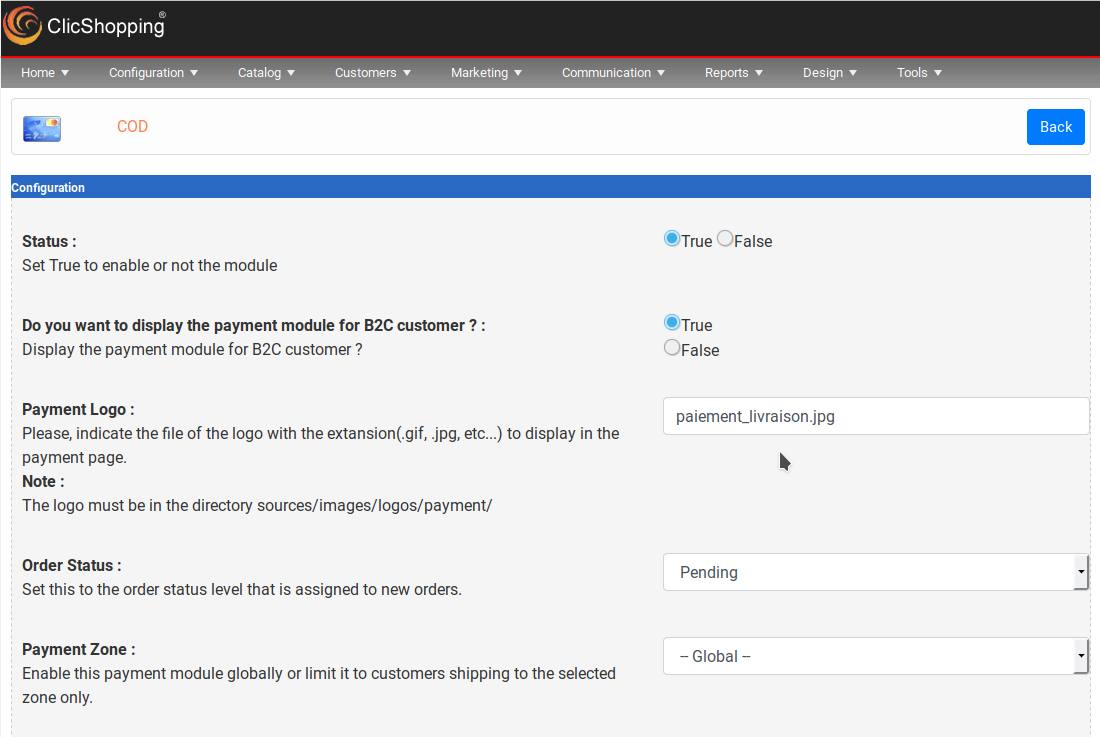 ClicShopping®
Home Configuration Catalog Customers Marketing Communication Reports Design Tools
COD
Back
Configuration
Status :
True False
Set True to enable or not the module
Do you want to display the payment module for B2C customer ? :
True
Display the payment module for B2C customer ?
False
Payment Logo :
paiement_livraison.jpg
Please, indicate the file of the logo with the extansion(.gif, .jpg, etc...) to display in the
payment page.
Note :
The logo must be in the directory sources/images/logos/payment/
Order Status :
Pending
Set this to the order status level that is assigned to new orders.
Payment Zone :
-- Global --
Enable this payment module globally or limit it to customers shipping to the selected
zone only.